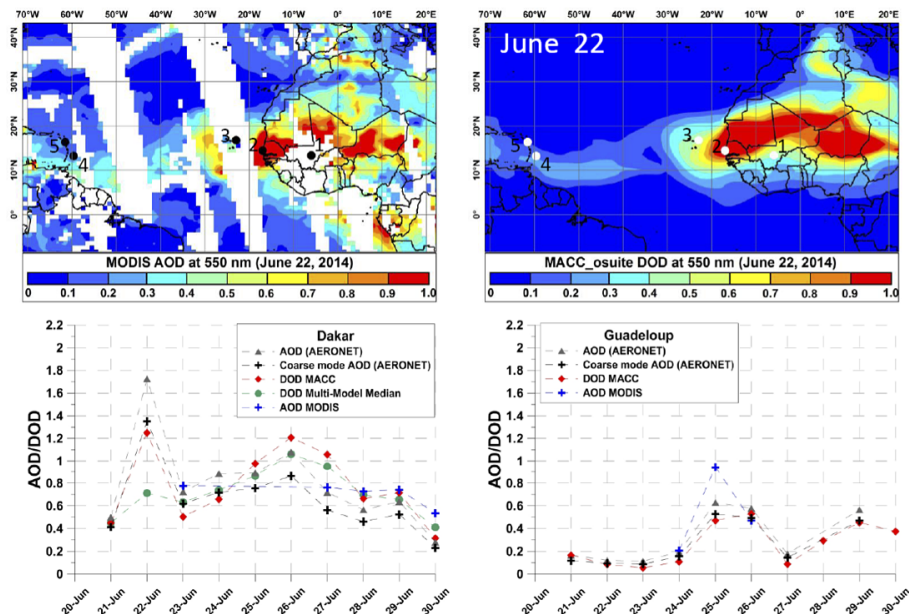 70°W 60°W 50°W 40°W 30°W 20°W 10°W 0° 10°E 20°E
40°N
30°N
20°N
10°N
0°
5 4 3 2 1
MODIS AOD at 550 nm (June 22, 2014)
0 0.1 0.2 0.3 0.4 0.5 0.6 0.7 0.8 0.9 1.0
70°W 60°W 50°W 40°W 30°W 20°W 10°W 0° 10°E 20°E
June 22
40°N
30°N
20°N
10°N
0°
5 4 3 2 1
MACC_osuite DOD at 550 nm (June 22, 2014)
0 0.1 0.2 0.3 0.4 0.5 0.6 0.7 0.8 0.9 1.0
AOD/DOD
2.2
2
1.8
1.6
1.4
1.2
1
0.8
0.6
0.4
0.2
0
Dakar
AOD (AERONET)
Coarse mode AOD (AERONET)
DOD MACC
DOD Multi-Model Median
AOD MODIS
20-Jun 21-Jun 22-Jun 23-Jun 24-Jun 25-Jun 26-Jun 27-Jun 28-Jun 29-Jun 30-Jun
AOD/DOD
2.2
2
1.8
1.6
1.4
1.2
1
0.8
0.6
0.4
0.2
0
Guadeloup
AOD (AERONET)
Coarse mode AOD (AERONET)
DOD MACC
AOD MODIS
20-Jun 21-Jun 22-Jun 23-Jun 24-Jun 25-Jun 26-Jun 27-Jun 28-Jun 29-Jun 30-Jun